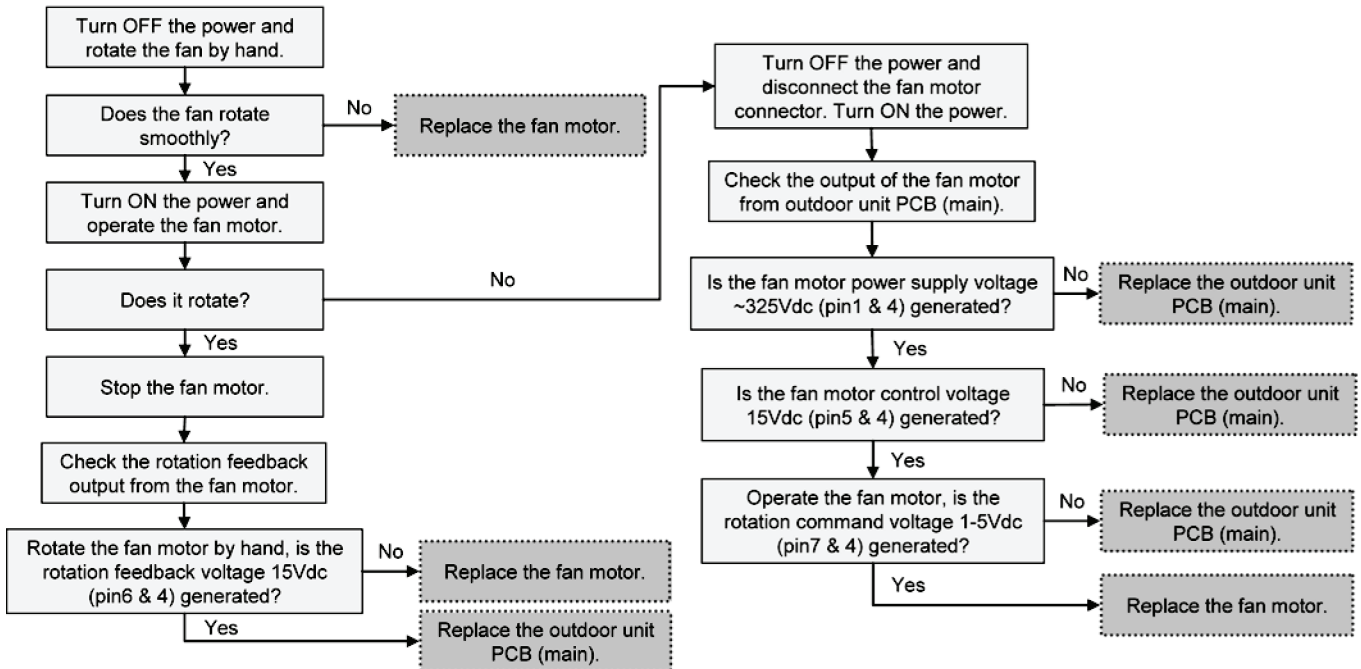 Turn OFF the power and
rotate the fan by hand.
Does the fan rotate
smoothly?
No
Replace the fan motor.
Yes
Turn ON the power and
operate the fan motor.
Does it rotate?
No
Yes
Stop the fan motor.
Check the rotation feedback
output from the fan motor.
Rotate the fan motor by hand, is the
rotation feedback voltage 15Vdc
(pin6 & 4) generated?
No
Replace the fan motor.
Yes
Replace the outdoor unit
PCB (main).
Turn OFF the power and
disconnect the fan motor
connector. Turn ON the power.
Check the output of the fan motor
from outdoor unit PCB (main).
Is the fan motor power supply voltage
~325Vdc (pin1 & 4) generated?
No
Replace the outdoor unit
PCB (main).
Yes
Is the fan motor control voltage
15Vdc (pin5 & 4) generated?
No
Replace the outdoor unit
PCB (main).
Yes
Operate the fan motor, is the
rotation command voltage 1-5Vdc
(pin7 & 4) generated?
No
Replace the outdoor unit
PCB (main).
Yes
Replace the fan motor.